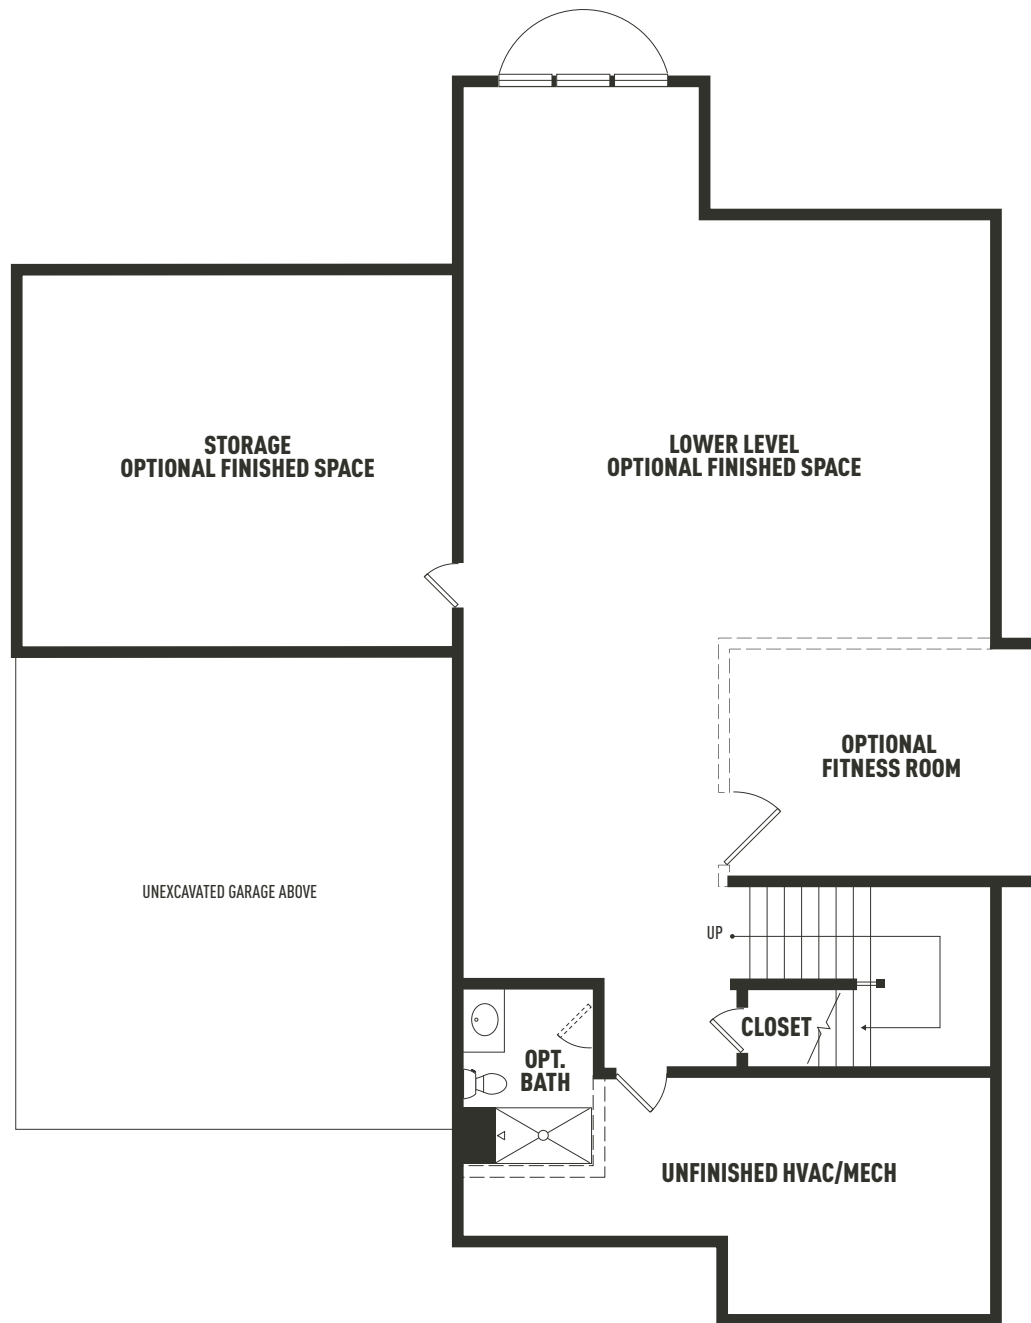 STORAGE
OPTIONAL FINISHED SPACE
LOWER LEVEL
OPTIONAL FINISHED SPACE
OPTIONAL
FITNESS ROOM
UNEXCAVATED GARAGE ABOVE
UP
CLOSET
OPT.
BATH
UNFINISHED HVAC/MECH